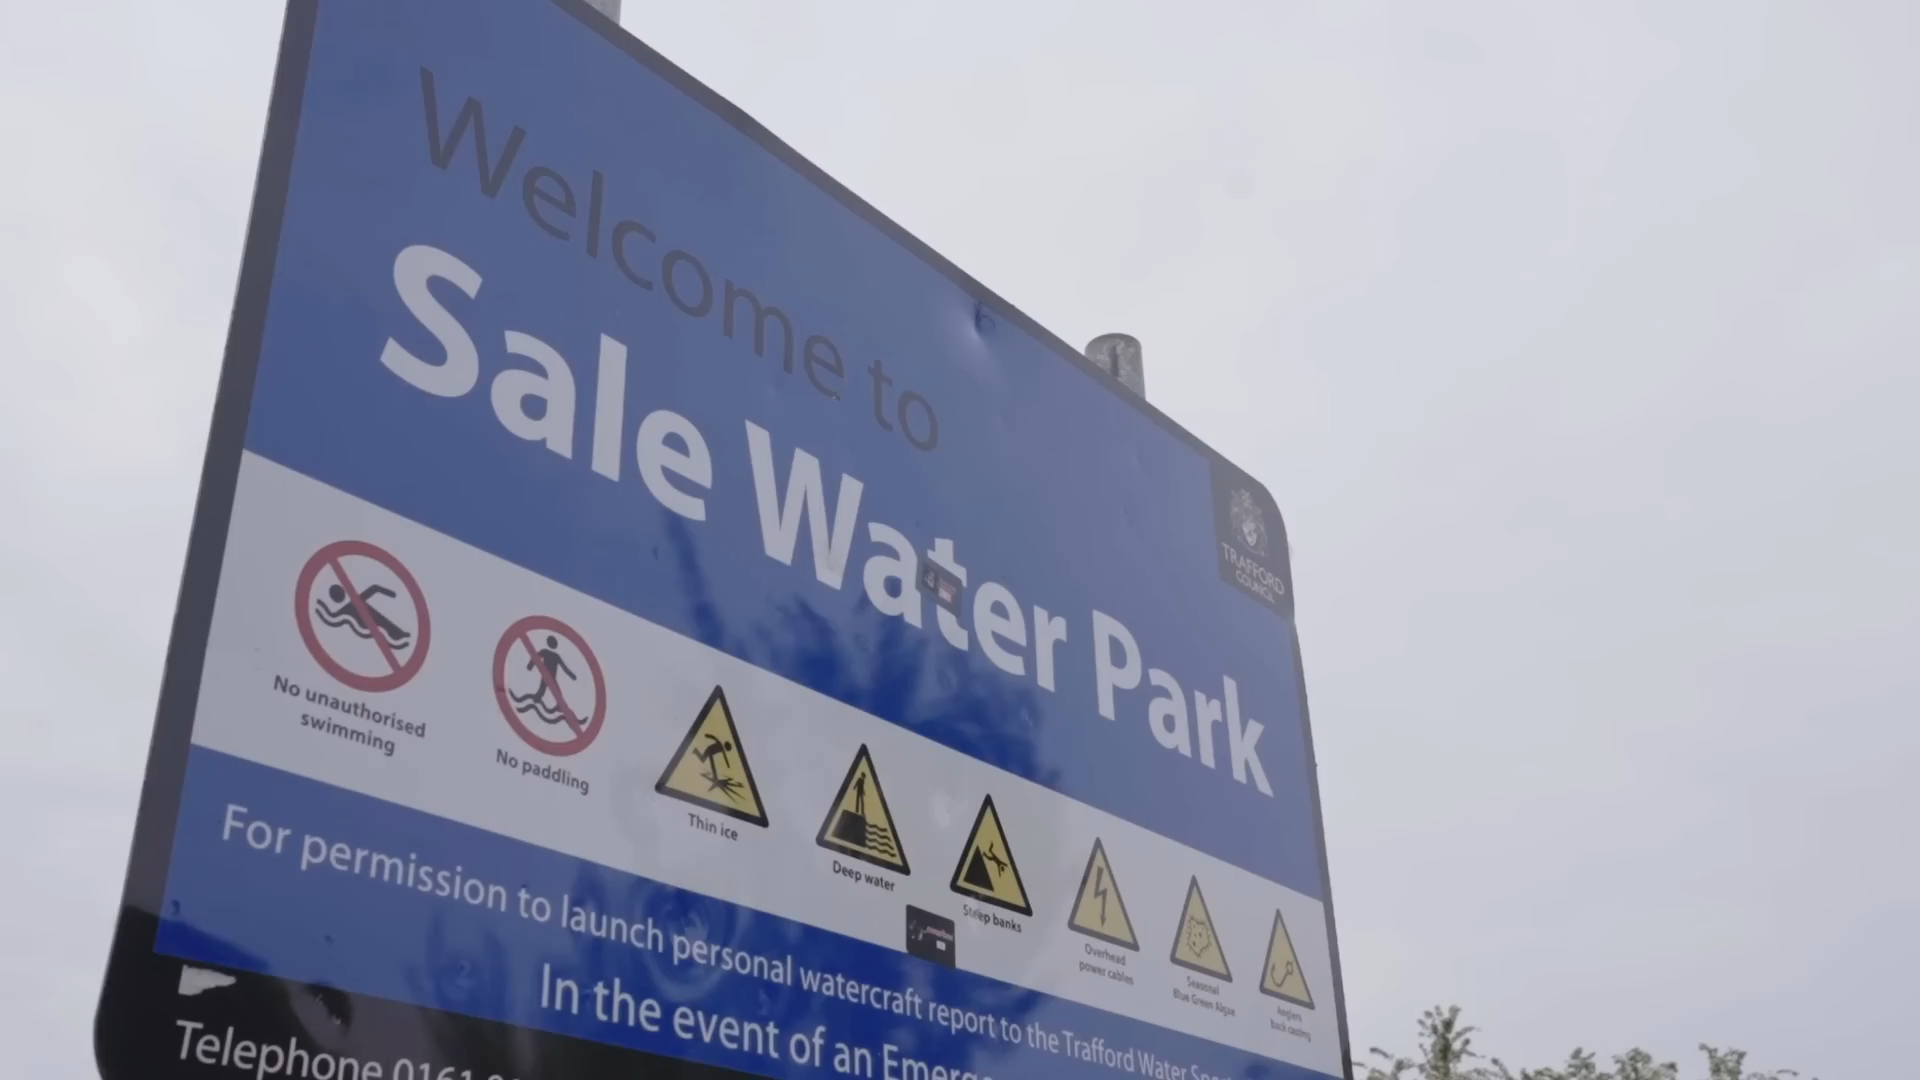 Welcome to
Sale Water Park
TRAFFORD
COUNCIL
No unauthorised
swimming
No paddling
Thin ice
Deep water
Steep banks
Overhead
power cables
Seasonal
Blue Green Algae
Anglers
back casting
For permission to launch personal watercraft report to the Trafford Water
In the event of an
Telephone 0161